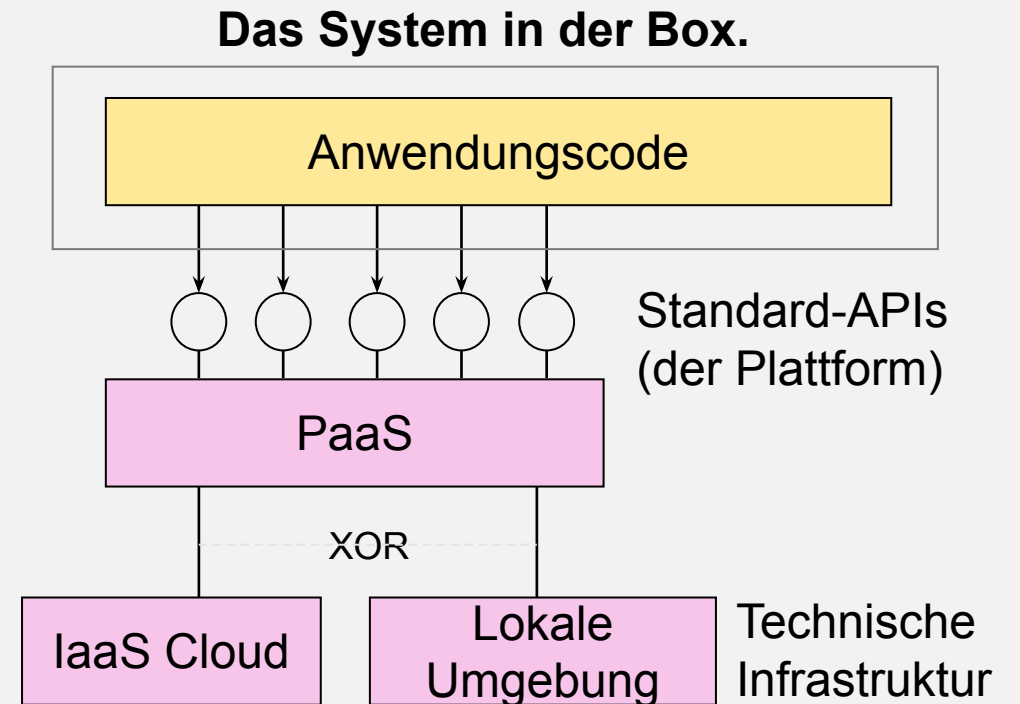 Das System in der Box.
Anwendungscode
Standard-APIs
(der Plattform)
PaaS
XOR
IaaS Cloud
Lokale
Umgebung
Technische
Infrastruktur